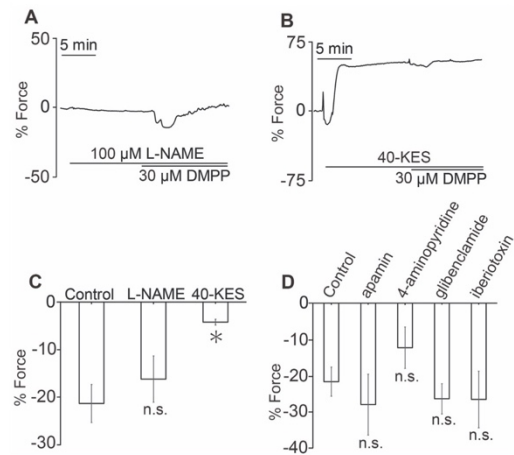 A
50
5 min
0
% Force
-50
100 µM L-NAME
30 µM DMPP
B
75
5 min
0
% Force
-75
40-KES
30 µM DMPP
C
Control L-NAME 40-KES
0
-10
-20
-30
% Force
n.s.
*
D
Control
apamin
4-aminopyridine
glibenclamide
iberiotoxin
0
-10
-20
-30
-40
% Force
n.s.
n.s.
n.s.
n.s.